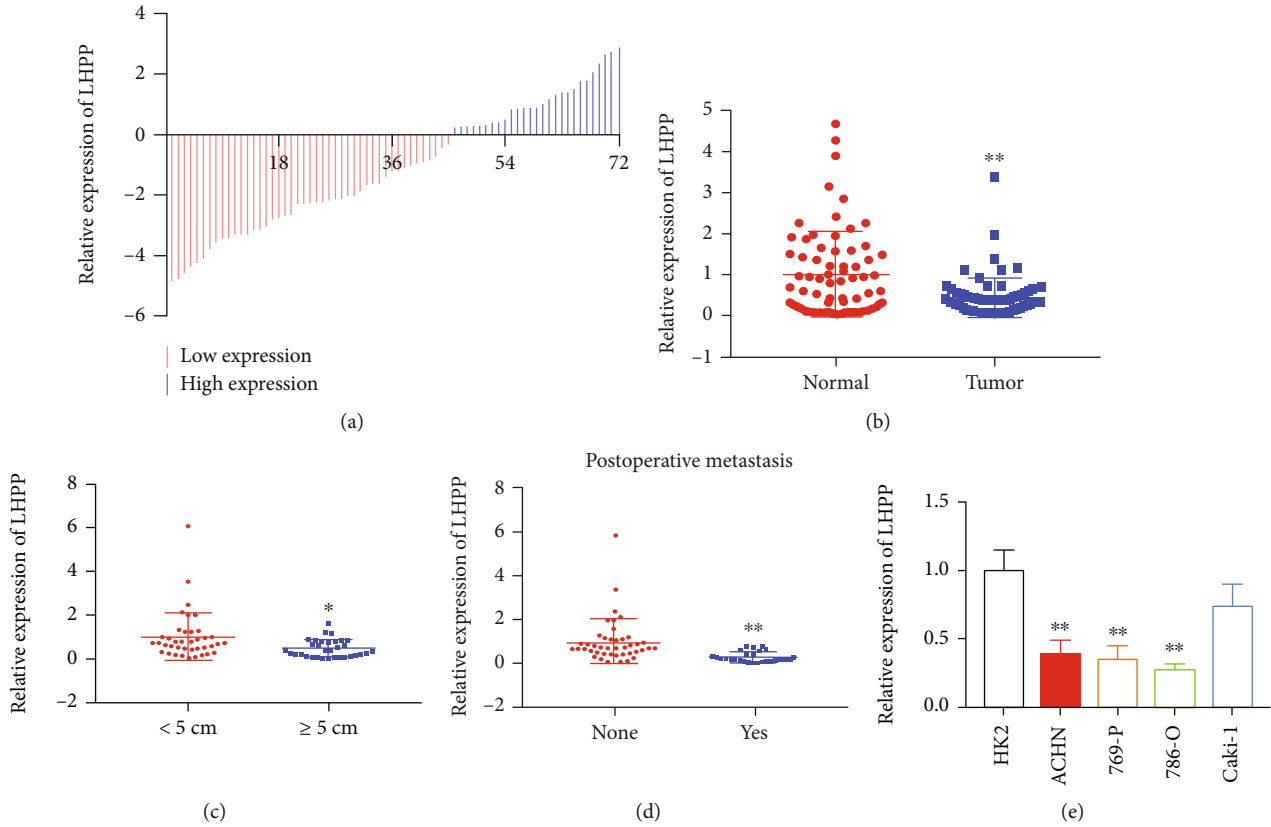 Relative expression of LHPP
4
2
0
−2
−4
−6
18
36
54
72
Low expression
High expression
(a)
Relative expression of LHPP
5
4
3
2
1
0
−1
**
Normal
Tumor
(b)
Relative expression of LHPP
8
6
4
2
0
−2
*
< 5 cm
≥ 5 cm
(c)
Postoperative metastasis
Relative expression of LHPP
8
6
4
2
0
−2
**
None
Yes
(d)
Relative expression of LHPP
1.5
1.0
0.5
0.0
**
**
**
HK2
ACHN
769-P
786-O
Caki-1
(e)